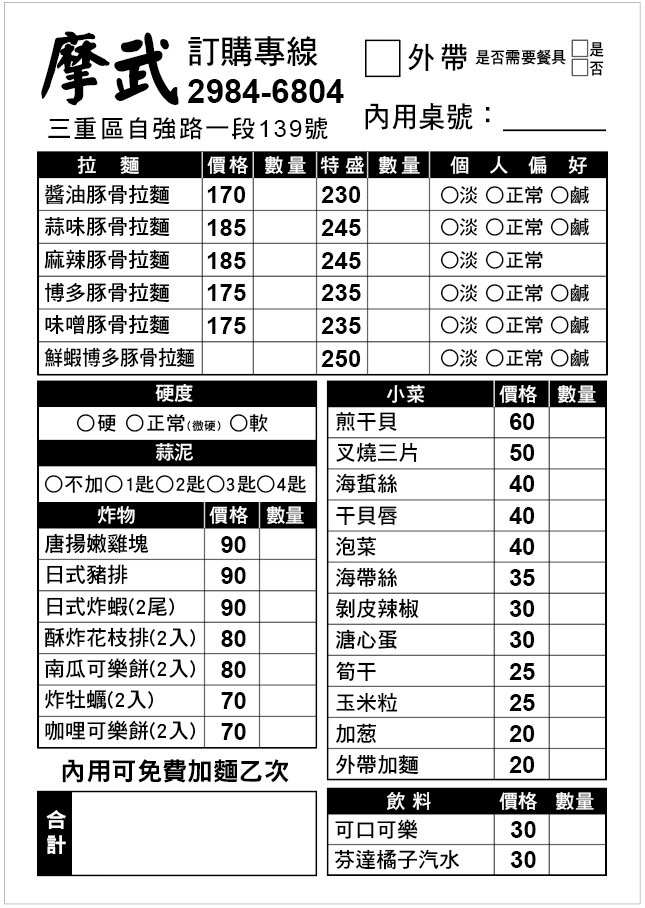 摩武
訂購專線
2984-6804
三重區自強路一段139號
外帶 是否需要餐具 是 否
內用桌號：
拉麵 價格 數量 特盛 數量 個人偏好
醬油豚骨拉麵 170 230 ○淡 ○正常 ○鹹
蒜味豚骨拉麵 185 245 ○淡 ○正常 ○鹹
麻辣豚骨拉麵 185 245 ○淡 ○正常
博多豚骨拉麵 175 235 ○淡 ○正常 ○鹹
味噌豚骨拉麵 175 235 ○淡 ○正常 ○鹹
鮮蝦博多豚骨拉麵 250 ○淡 ○正常 ○鹹
硬度
○硬 ○正常(微硬) ○軟
蒜泥
○不加○1匙○2匙○3匙○4匙
炸物 價格 數量
唐揚嫩雞塊 90
日式豬排 90
日式炸蝦(2尾) 90
酥炸花枝排(2入) 80
南瓜可樂餅(2入) 80
炸牡蠣(2入) 70
咖哩可樂餅(2入) 70
內用可免費加麵乙次
合計
小菜 價格 數量
煎干貝 60
叉燒三片 50
海蜇絲 40
干貝唇 40
泡菜 40
海帶絲 35
剝皮辣椒 30
溏心蛋 30
筍干 25
玉米粒 25
加蔥 20
外帶加麵 20
飲料 價格 數量
可口可樂 30
芬達橘子汽水 30